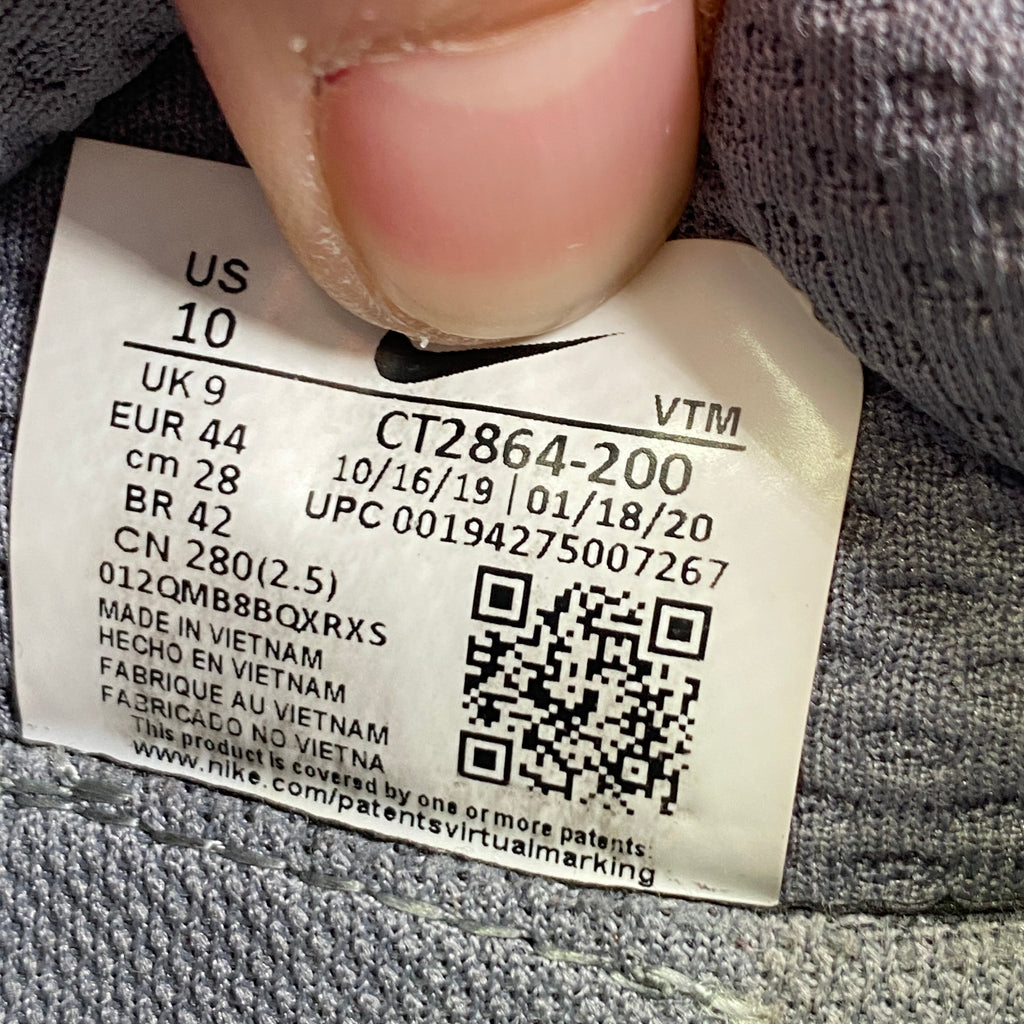 US
10
VTM
UK 9
EUR 44
cm 28
BR 42
CN 280(2.5)
CT2864-200
10/16/19 | 01/18/20
UPC 00194275007267
012QMB8BQXRXS
MADE IN VIETNAM
HECHO EN VIETNAM
FABRIQUE AU VIETNAM
FABRICADO NO VIETNA
This product is covered by one or more patents:
www.nike.com/patentsvirtualmarking